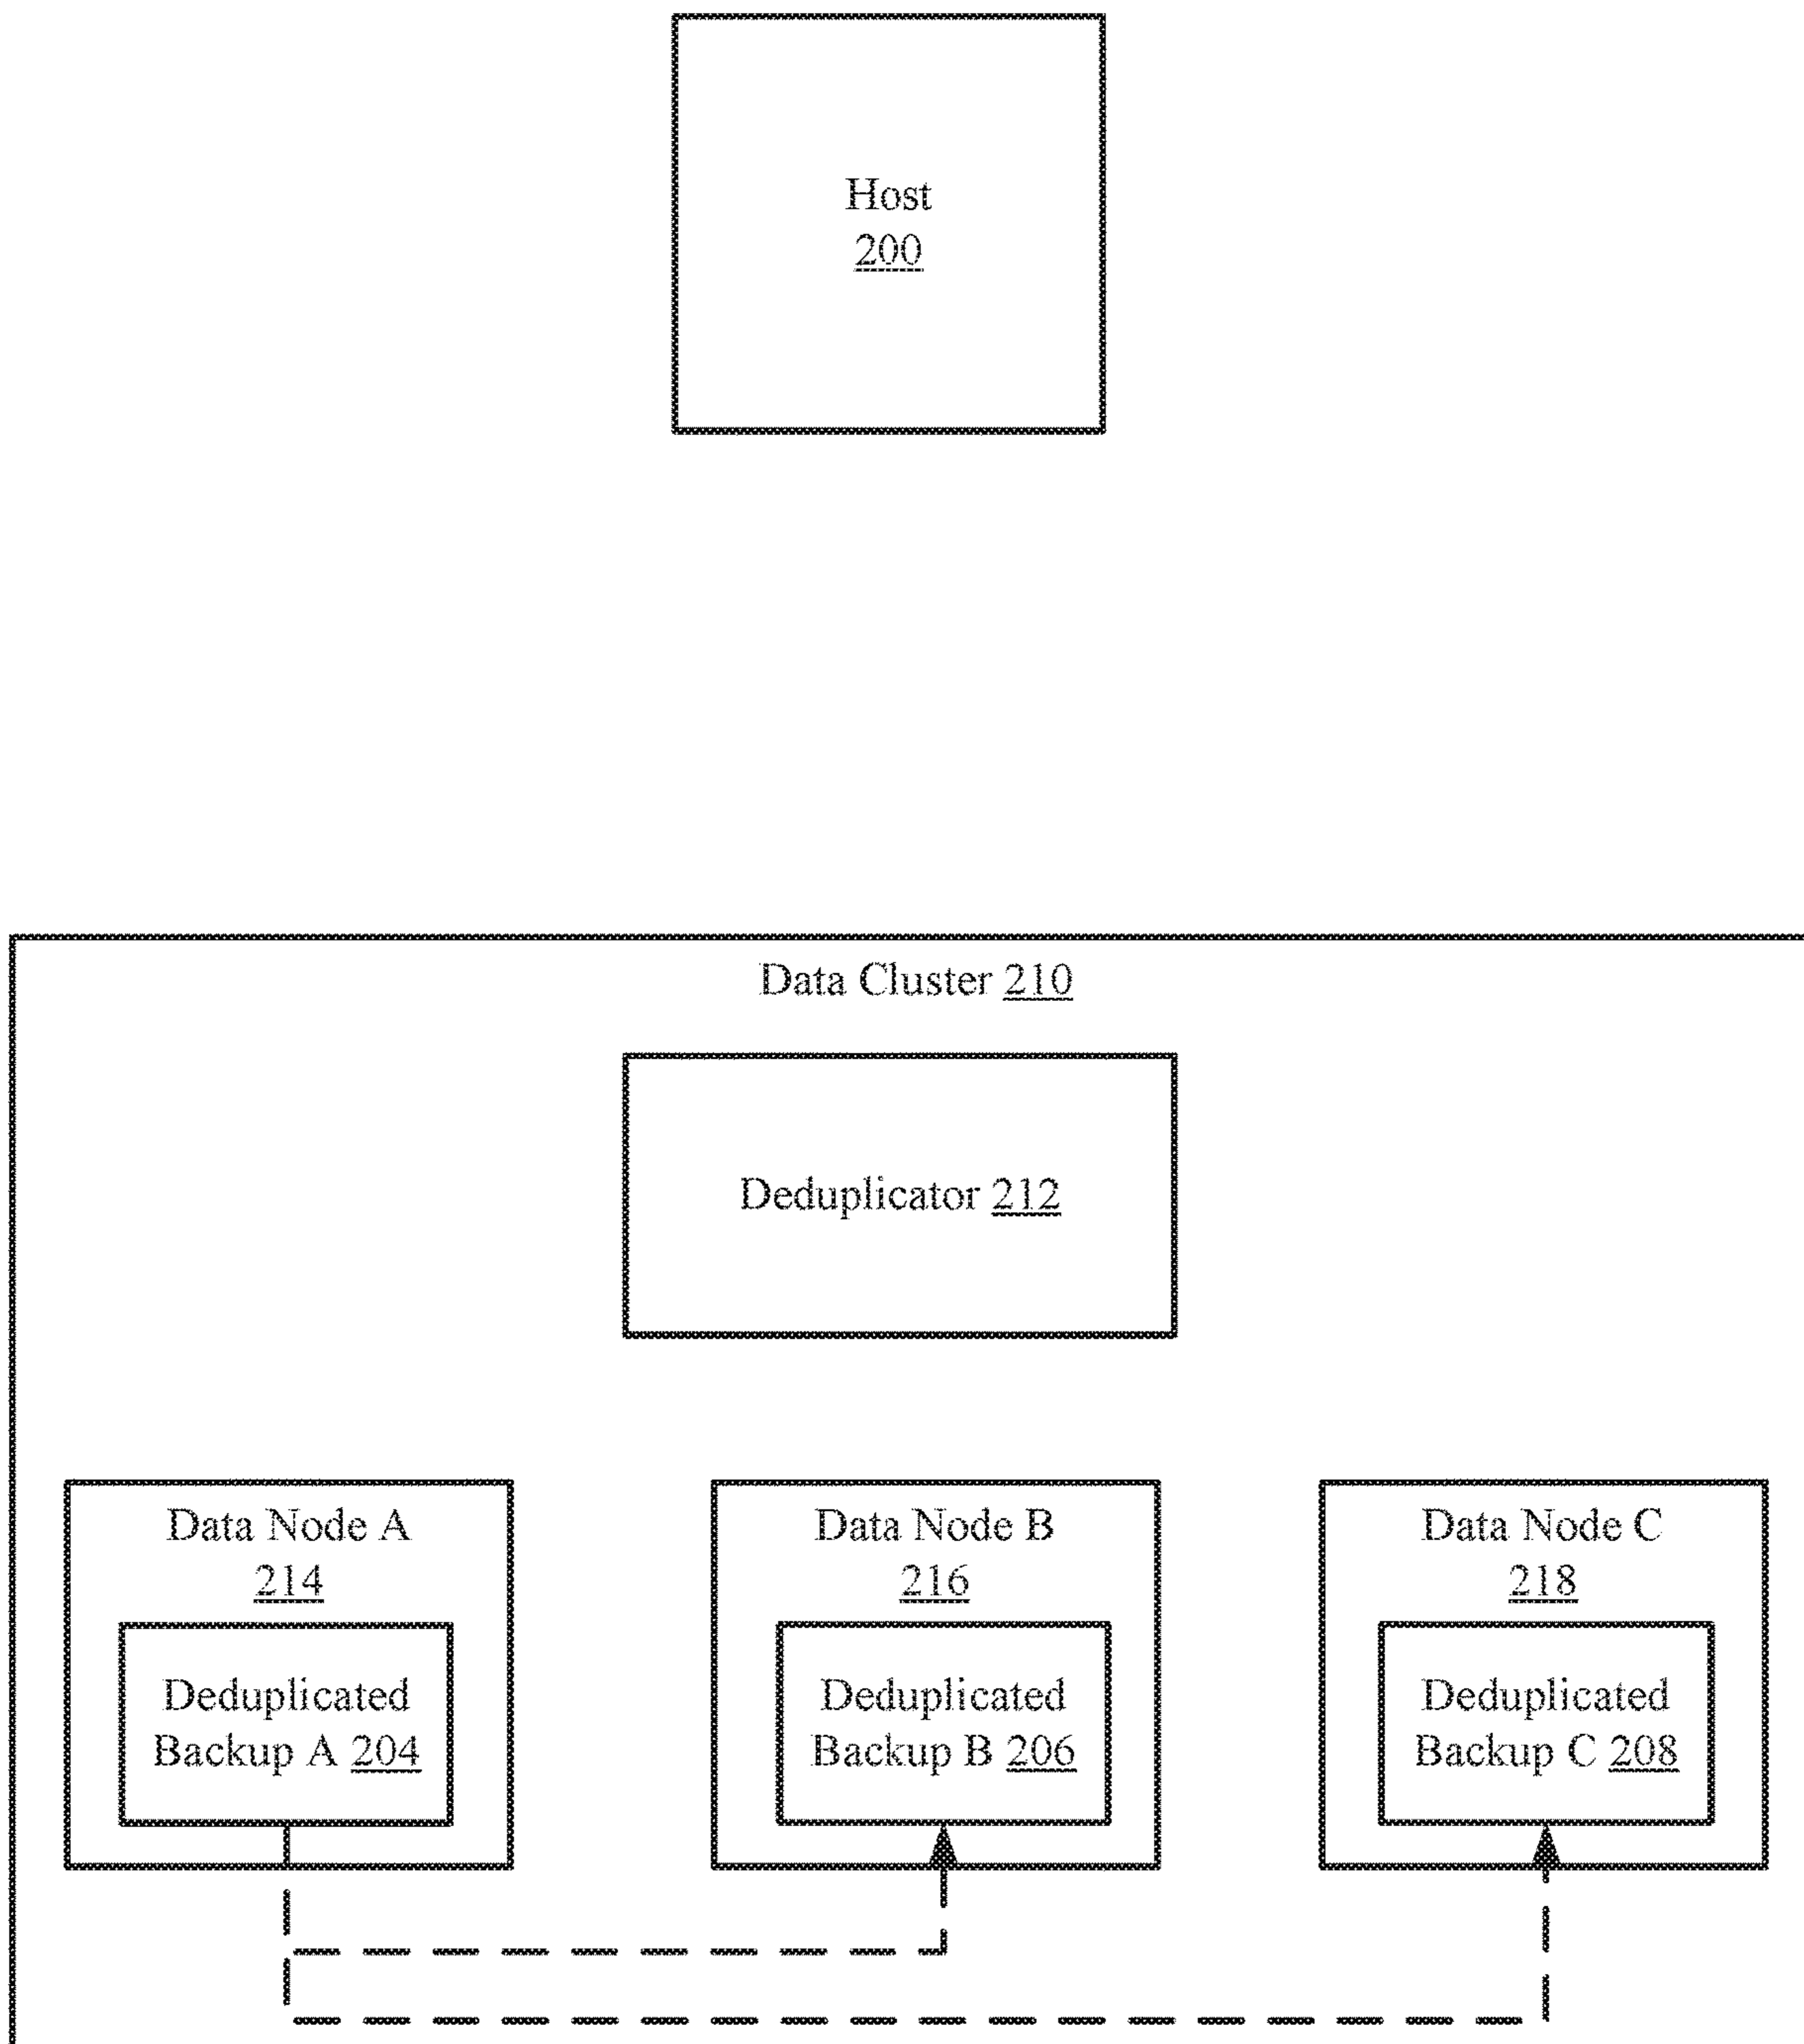 Host
200
Data Cluster 210
Deduplicator 212
Data Node A
214
Deduplicated
Backup A 204
Data Node B
216
Deduplicated
Backup B 206
Data Node C
218
Deduplicated
Backup C 208